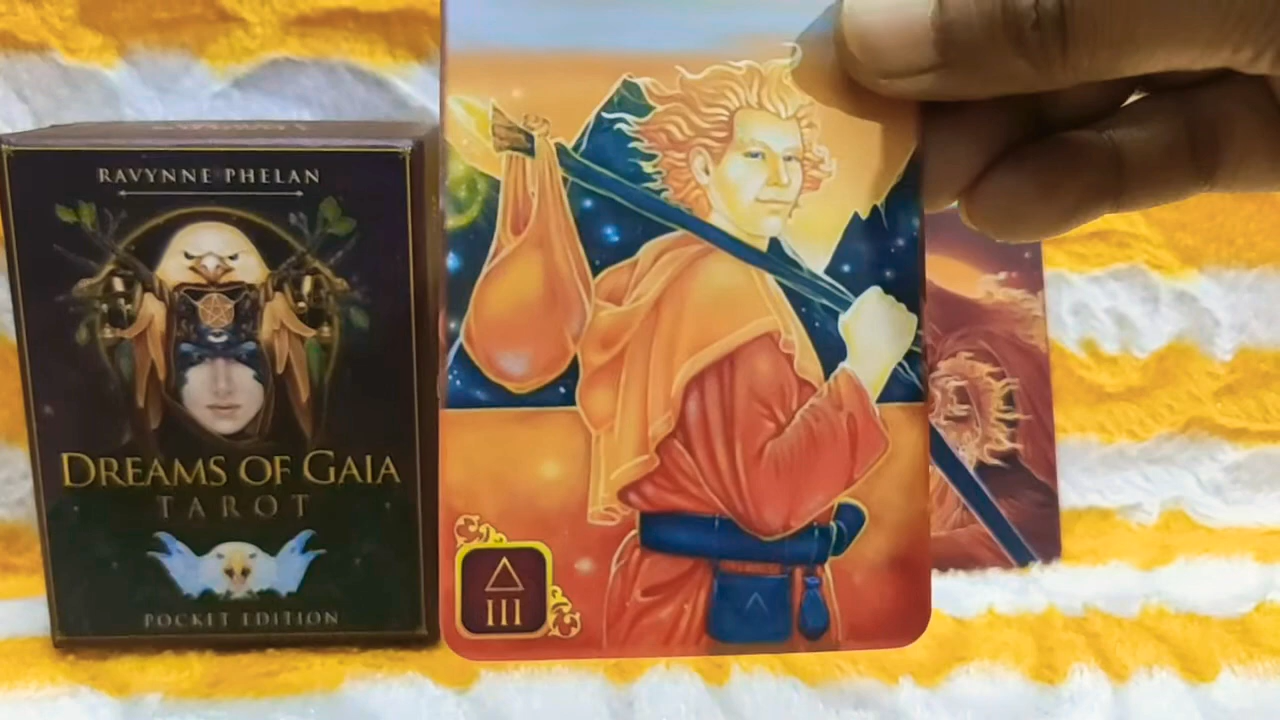 RAVYNNE PHELAN
DREAMS OF GAIA
TAROT
POCKET EDITION
III